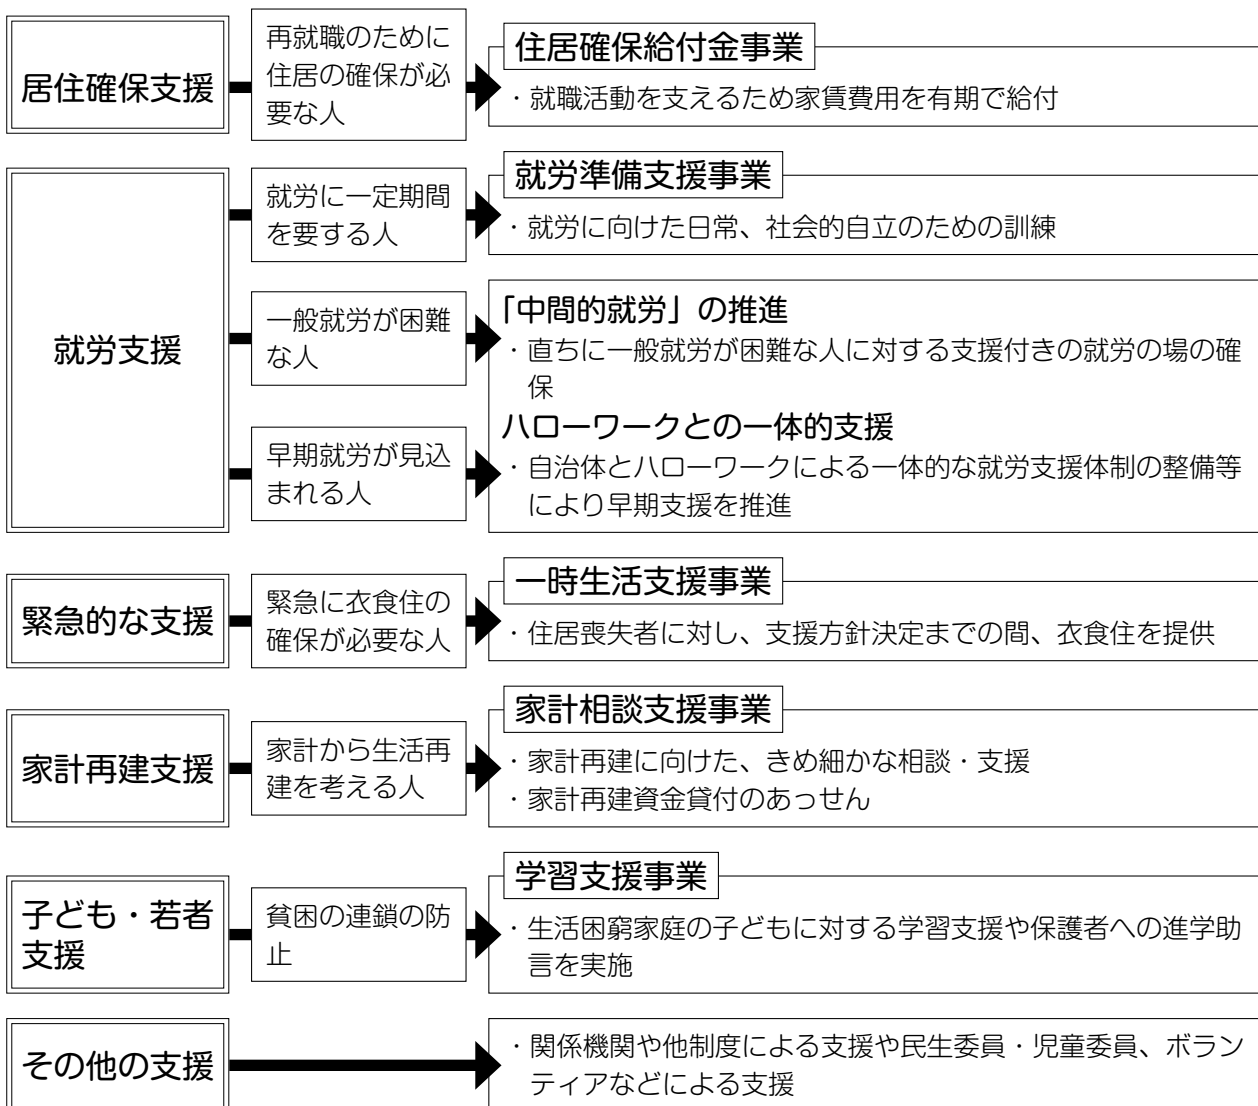 居住確保支援
再就職のために
住居の確保が必
要な人
住居確保給付金事業
・就職活動を支えるため家賃費用を有期で給付
就労支援
就労に一定期間
を要する人
就労準備支援事業
・就労に向けた日常、社会的自立のための訓練
一般就労が困難
な人
「中間的就労」の推進
・直ちに一般就労が困難な人に対する支援付きの就労の場の確
保
早期就労が見込
まれる人
ハローワークとの一体的支援
・自治体とハローワークによる一体的な就労支援体制の整備等
により早期支援を推進
緊急的な支援
緊急に衣食住の
確保が必要な人
一時生活支援事業
・住居喪失者に対し、支援方針決定までの間、衣食住を提供
家計再建支援
家計から生活再
建を考える人
家計相談支援事業
・家計再建に向けた、きめ細かな相談・支援
・家計再建資金貸付のあっせん
子ども・若者
支援
貧困の連鎖の防
止
学習支援事業
・生活困窮家庭の子どもに対する学習支援や保護者への進学助
言を実施
その他の支援
・関係機関や他制度による支援や民生委員・児童委員、ボラン
ティアなどによる支援